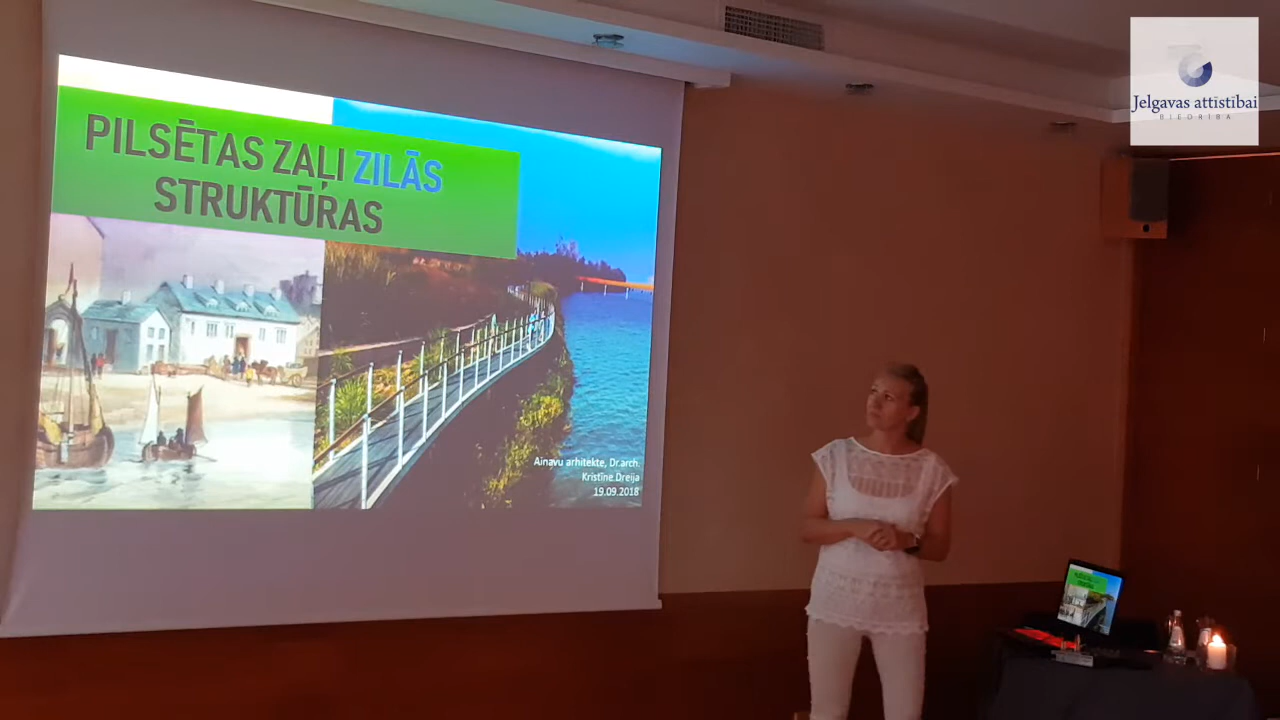 PILSĒTAS ZAĻI ZILĀS
STRUKTŪRAS
Ainavu arhitekte, Dr.arch.
Kristīne Dreija
19.09.2018
Jelgavas attīstībai
BIEDRĪBA